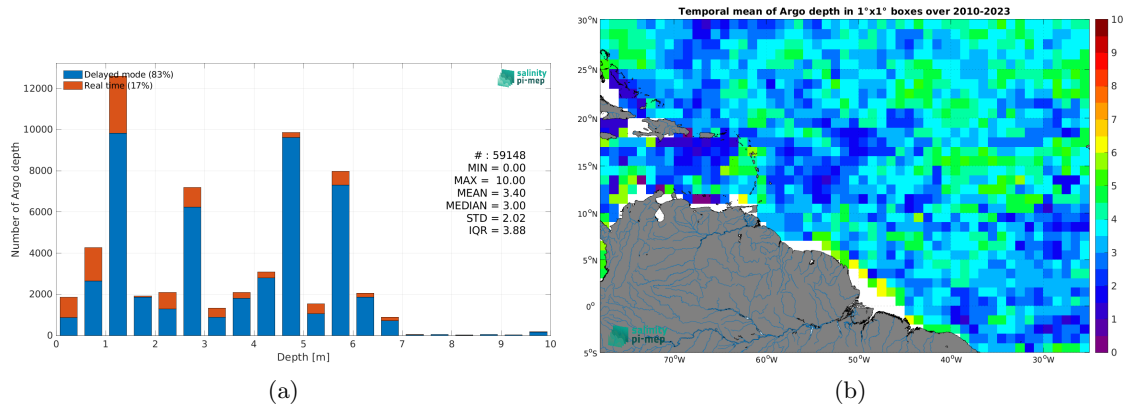 Delayed mode (83%)
Real time (17%)
salinity
pi-mep
12000
10000
8000
6000
4000
2000
0
Number of Argo depth
# : 59148
MIN = 0.00
MAX = 10.00
MEAN = 3.40
MEDIAN = 3.00
STD = 2.02
IQR = 3.88
0 1 2 3 4 5 6 7 8 9 10
Depth [m]
(a)
Temporal mean of Argo depth in 1°x1° boxes over 2010-2023
30°N
25°N
20°N
15°N
10°N
5°N
0°
5°S
70°W 60°W 50°W 40°W 30°W
salinity
pi-mep
10
9
8
7
6
5
4
3
2
1
0
(b)